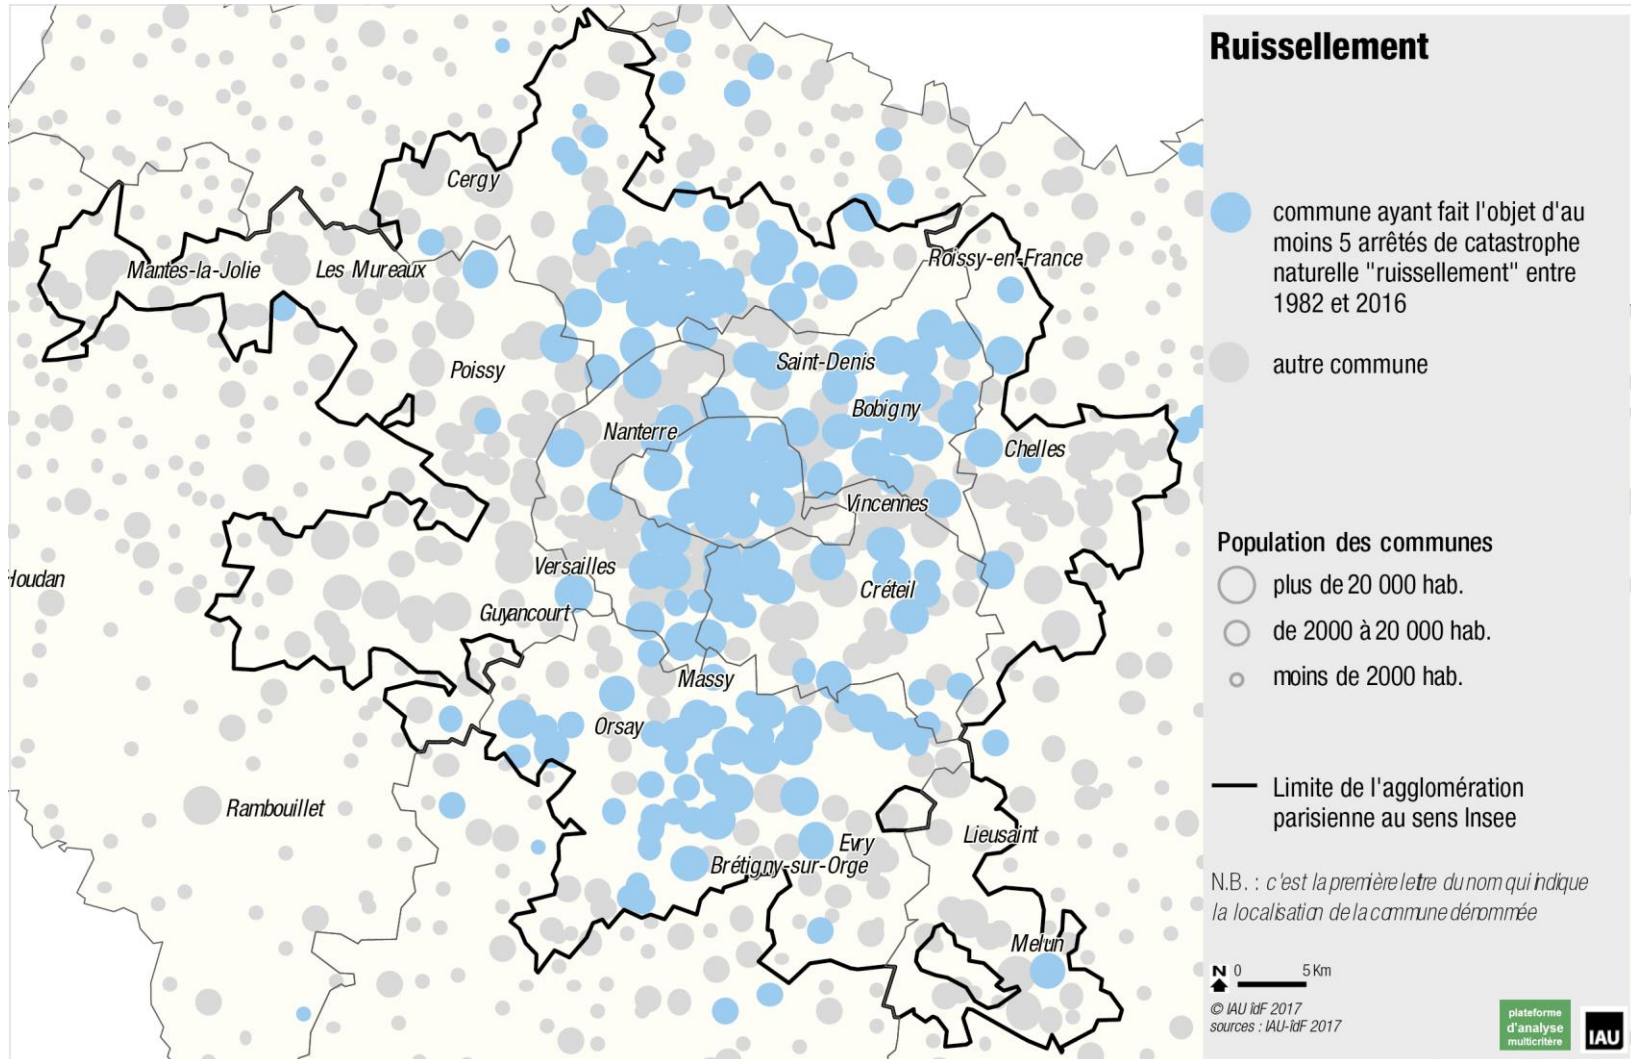 Ruissellement
commune ayant fait l'objet d'au
moins 5 arrêtés de catastrophe
naturelle "ruissellement" entre
1982 et 2016
autre commune
Population des communes
plus de 20 000 hab.
de 2000 à 20 000 hab.
moins de 2000 hab.
Limite de l'agglomération
parisienne au sens Insee
N.B. : c'est la première lettre du nom qui indique
la localisation de la commune dénommée
N 0 5 Km
© IAU îdF 2017
sources : IAU-îdF 2017
plateforme
d'analyse
multicritère
IAU
Cergy
Mantes-la-Jolie
Les Mureaux
Roissy-en-France
Poissy
Saint-Denis
Bobigny
Nanterre
Chelles
Vincennes
Versailles
Houdan
Créteil
Guyancourt
Massy
Orsay
Rambouillet
Evry
Lieusaint
Brétigny-sur-Orge
Melun